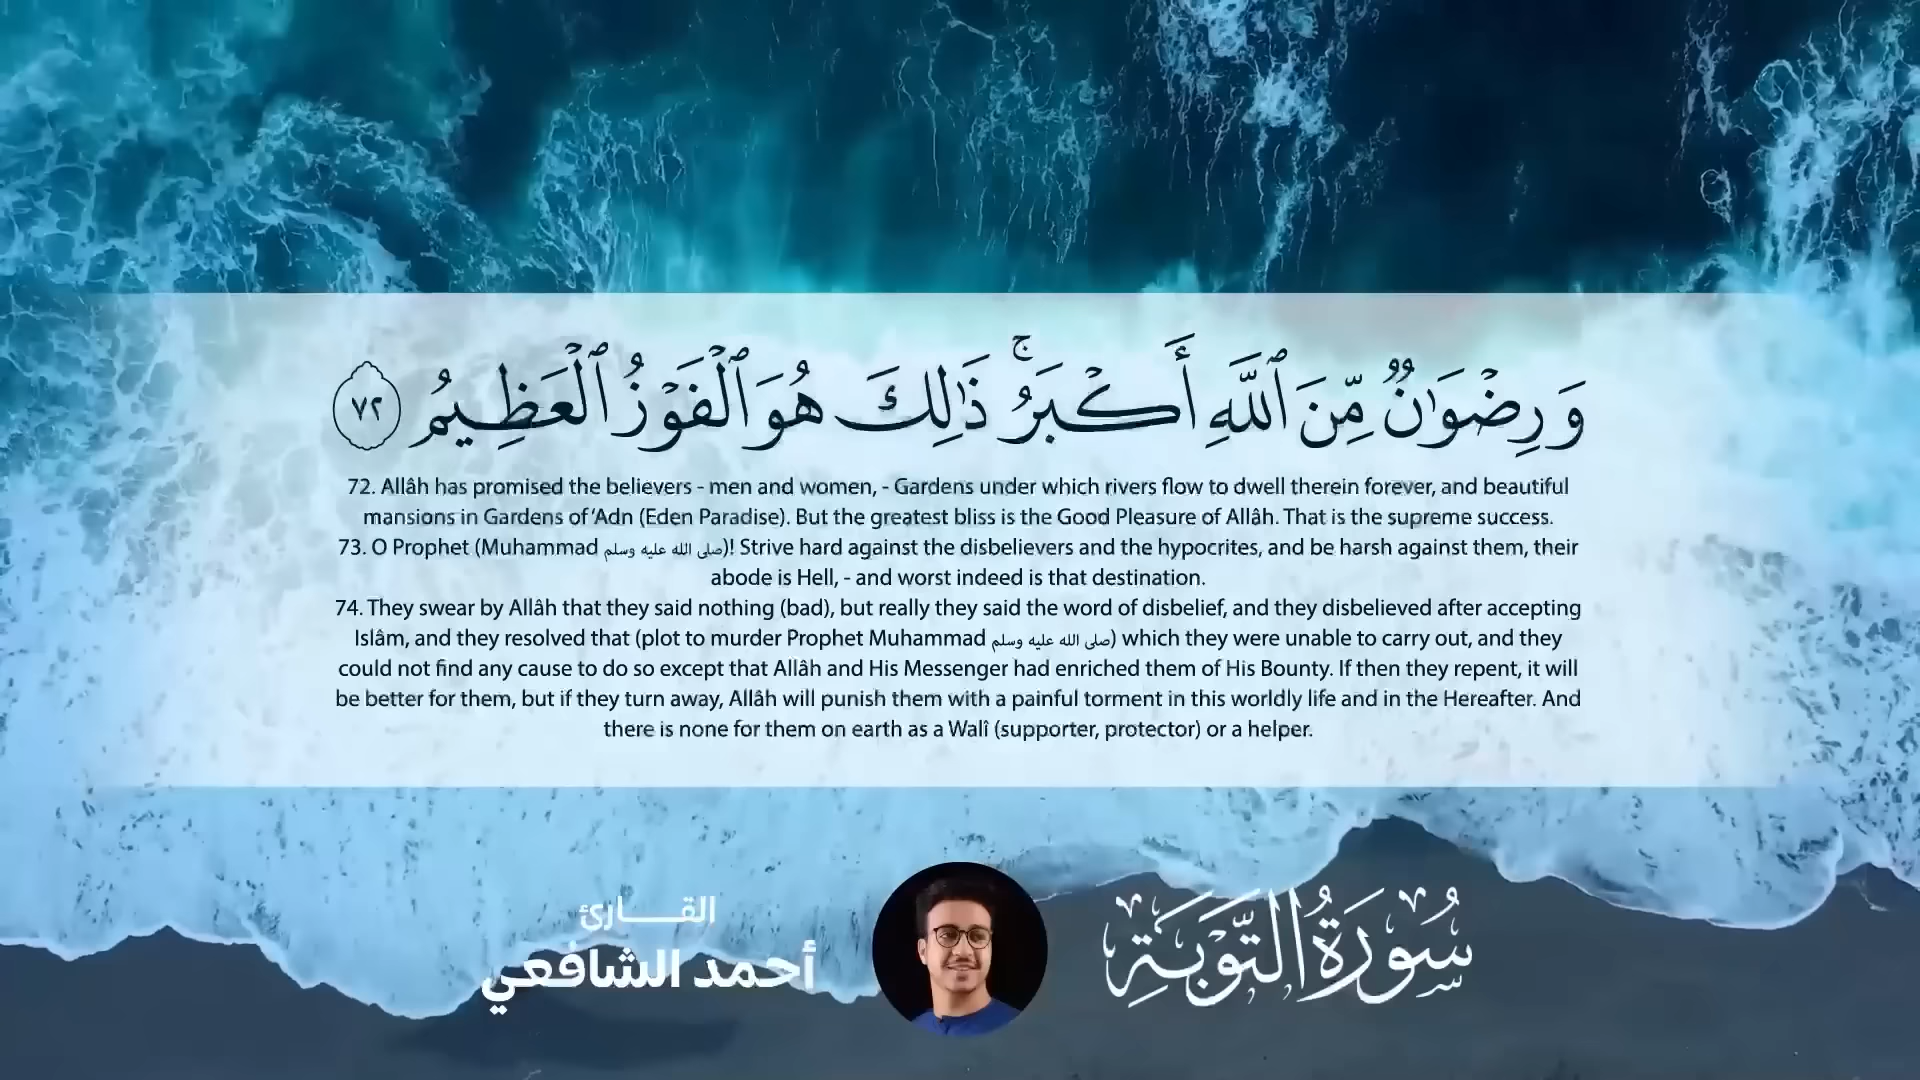 وَرِضْوَٰنٌ مِّنَ ٱللَّهِ أَكْبَرُ ۚ ذَٰلِكَ هُوَ ٱلْفَوْزُ ٱلْعَظِيمُ ٧٢
72. Allâh has promised the believers - men and women, - Gardens under which rivers flow to dwell therein forever, and beautiful
mansions in Gardens of ‘Adn (Eden Paradise). But the greatest bliss is the Good Pleasure of Allâh. That is the supreme success.
73. O Prophet (Muhammad صلى الله عليه وسلم)! Strive hard against the disbelievers and the hypocrites, and be harsh against them, their
abode is Hell, - and worst indeed is that destination.
74. They swear by Allâh that they said nothing (bad), but really they said the word of disbelief, and they disbelieved after accepting
Islâm, and they resolved that (plot to murder Prophet Muhammad صلى الله عليه وسلم) which they were unable to carry out, and they
could not find any cause to do so except that Allâh and His Messenger had enriched them of His Bounty. If then they repent, it will
be better for them, but if they turn away, Allâh will punish them with a painful torment in this worldly life and in the Hereafter. And
there is none for them on earth as a Walî (supporter, protector) or a helper.
سُورَةُ التَّوْبَةِ
القـــارئ
أحمد الشافعي